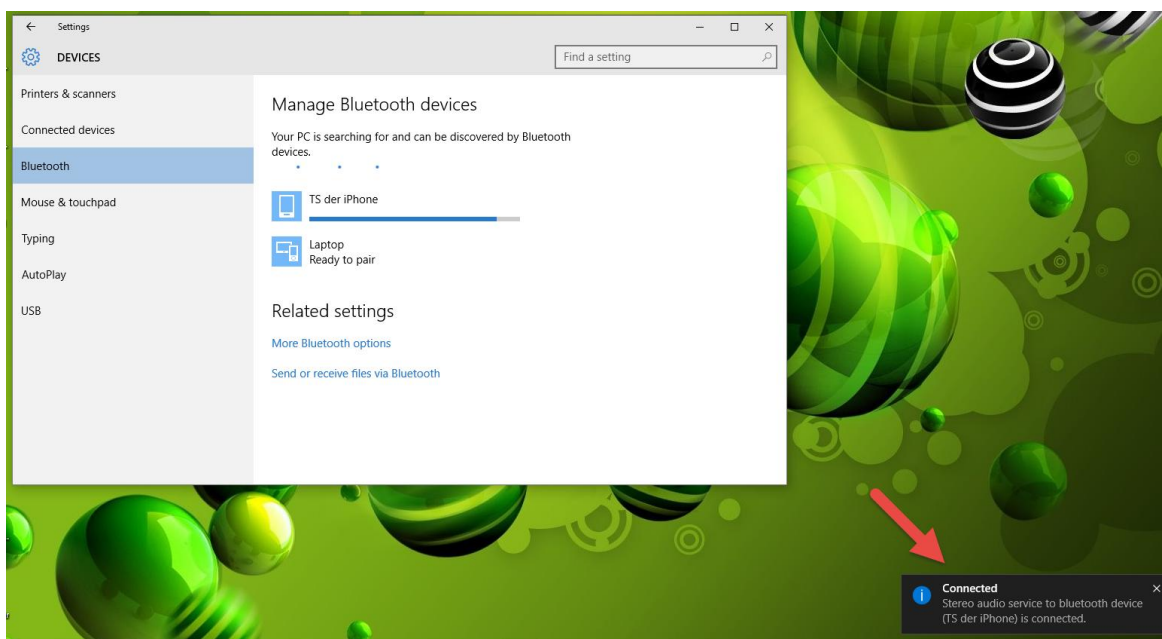 Settings
DEVICES
Find a setting
Printers & scanners
Connected devices
Bluetooth
Mouse & touchpad
Typing
AutoPlay
USB
Manage Bluetooth devices
Your PC is searching for and can be discovered by Bluetooth
devices.
TS der iPhone
Laptop
Ready to pair
Related settings
More Bluetooth options
Send or receive files via Bluetooth
Connected
Stereo audio service to bluetooth device
(TS der iPhone) is connected.